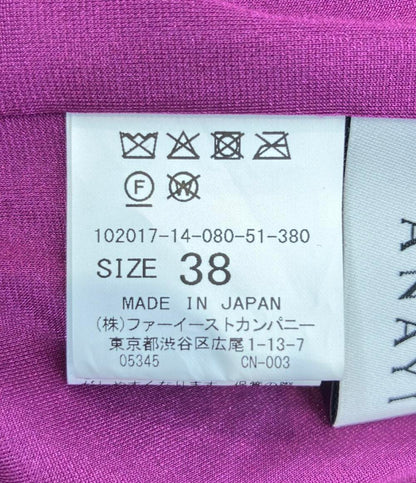 F
W
102017-14-080-51-380
SIZE 38
MADE IN JAPAN
(株)ファーイーストカンパニー
東京都渋谷区広尾1-13-7
05345 CN-003
ANAYI